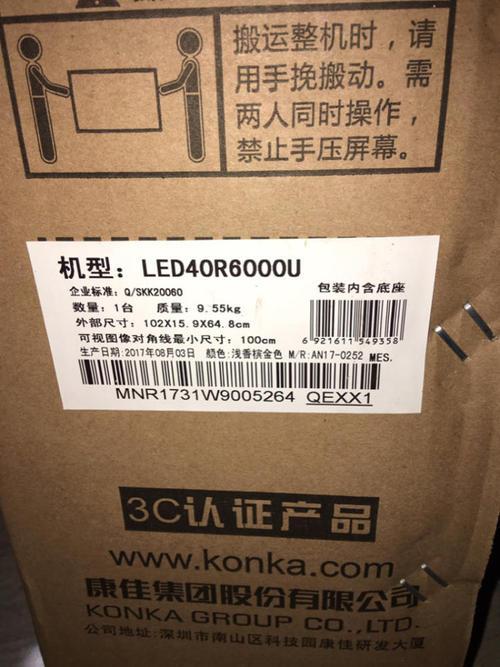 搬运整机时，请
用手挽搬动。需
两人同时操作，
禁止手压屏幕。
机型：LED40R6000U
企业标准：Q/SKK20060
数量：1台 质量：9.55kg
包装内含底座
外部尺寸：102X15.9X64.8cm
可视图像对角线最小尺寸：100cm
6 921611 549358
生产日期:2017年08月03日 颜色:浅香槟金色 M/R:AN17-0252 MES.
MNR1731W9005264 QEXX1
3C认证产品
www.konka.com
康佳集团股份有限公司
KONKA GROUP CO.,LTD.
公司地址:深圳市南山区科技园康佳研发大厦